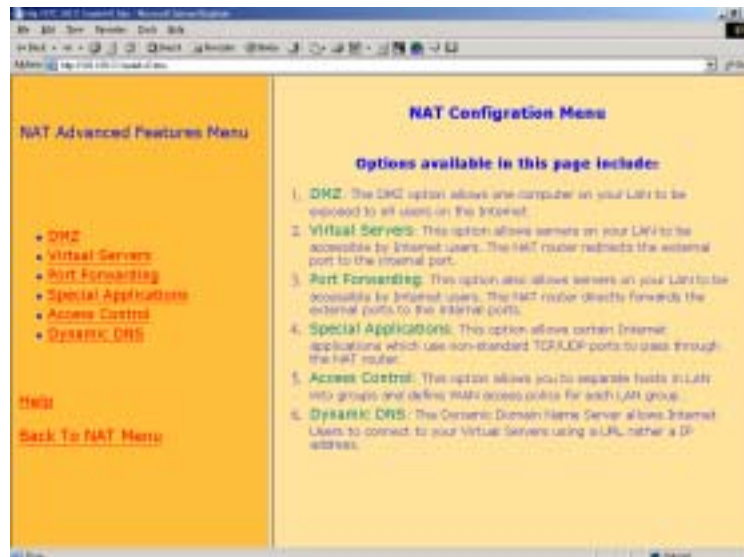 NAT Advanced Features Menu
• DMZ
• Virtual Servers
• Port Forwarding
• Special Applications
• Access Control
• Dynamic DNS
Help
Back To NAT Menu
NAT Configration Menu
Options available in this page include:
1. DMZ: The DMZ option allows one computer on your LAN to be
exposed to all users on the Internet.
2. Virtual Servers: This option allows servers on your LAN to be
accessible by Internet users. The NAT router redirects the external
port to the internal port.
3. Port Forwarding: This option also allows servers on your LAN to be
accessible by Internet users. The NAT router directly forwards the
external ports to the internal ports.
4. Special Applications: This option allows certain Internet
applications which use non-standard TCP/UDP ports to pass through
the NAT router.
5. Access Control: This option allows you to separate hosts in LAN
into groups and define WAN access policy for each LAN group.
6. Dynamic DNS: The Dynamic Domain Name Server allows Internet
Users to connect to your Virtual Servers using a URL rather a IP
address.